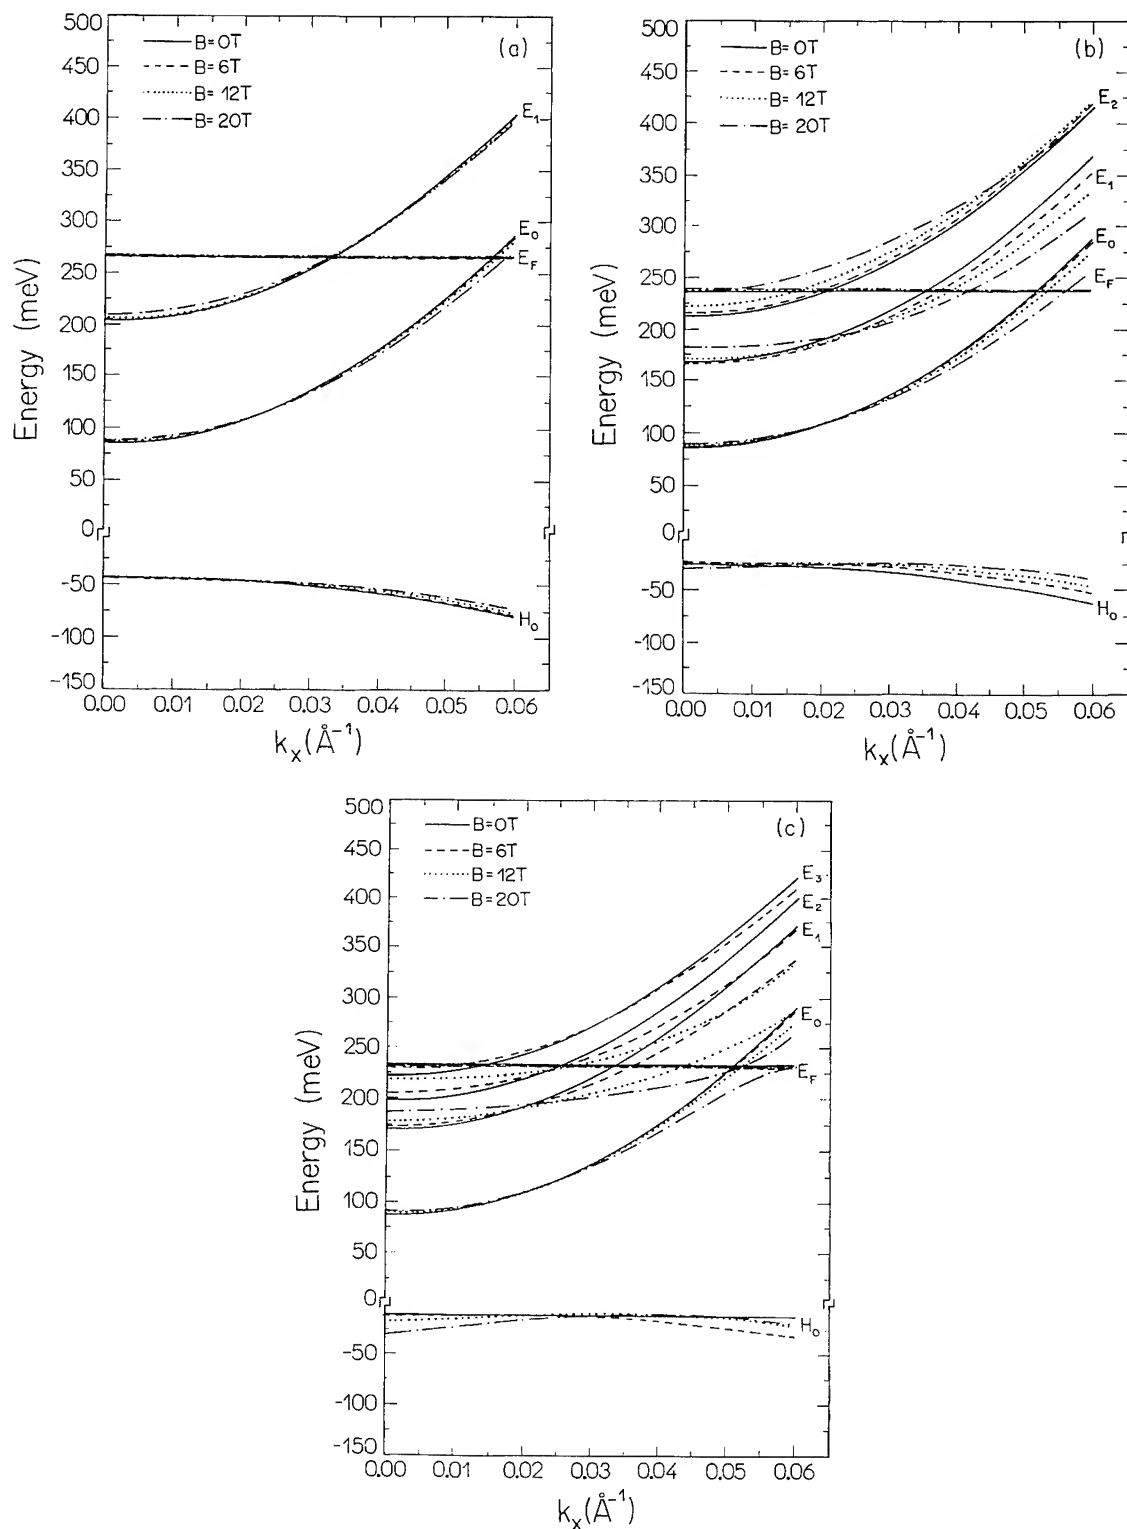 (a)
B=0T
B=6T
B=12T
B=20T
500
450
400
350
300
250
200
150
100
50
0
-50
-100
-150
Energy (meV)
E₁
E₀
E_F
H₀
0.00 0.01 0.02 0.03 0.04 0.05 0.06
kₓ(Å⁻¹)
(b)
B=0T
B=6T
B=12T
B=20T
500
450
400
350
300
250
200
150
100
50
0
-50
-100
-150
Energy (meV)
E₂
E₁
E₀
E_F
H₀
0.00 0.01 0.02 0.03 0.04 0.05 0.06
kₓ(Å⁻¹)
(c)
B=0T
B=6T
B=12T
B=20T
500
450
400
350
300
250
200
150
100
50
0
-50
-100
-150
Energy (meV)
E₃
E₂
E₁
E₀
E_F
H₀
0.00 0.01 0.02 0.03 0.04 0.05 0.06
kₓ(Å⁻¹)